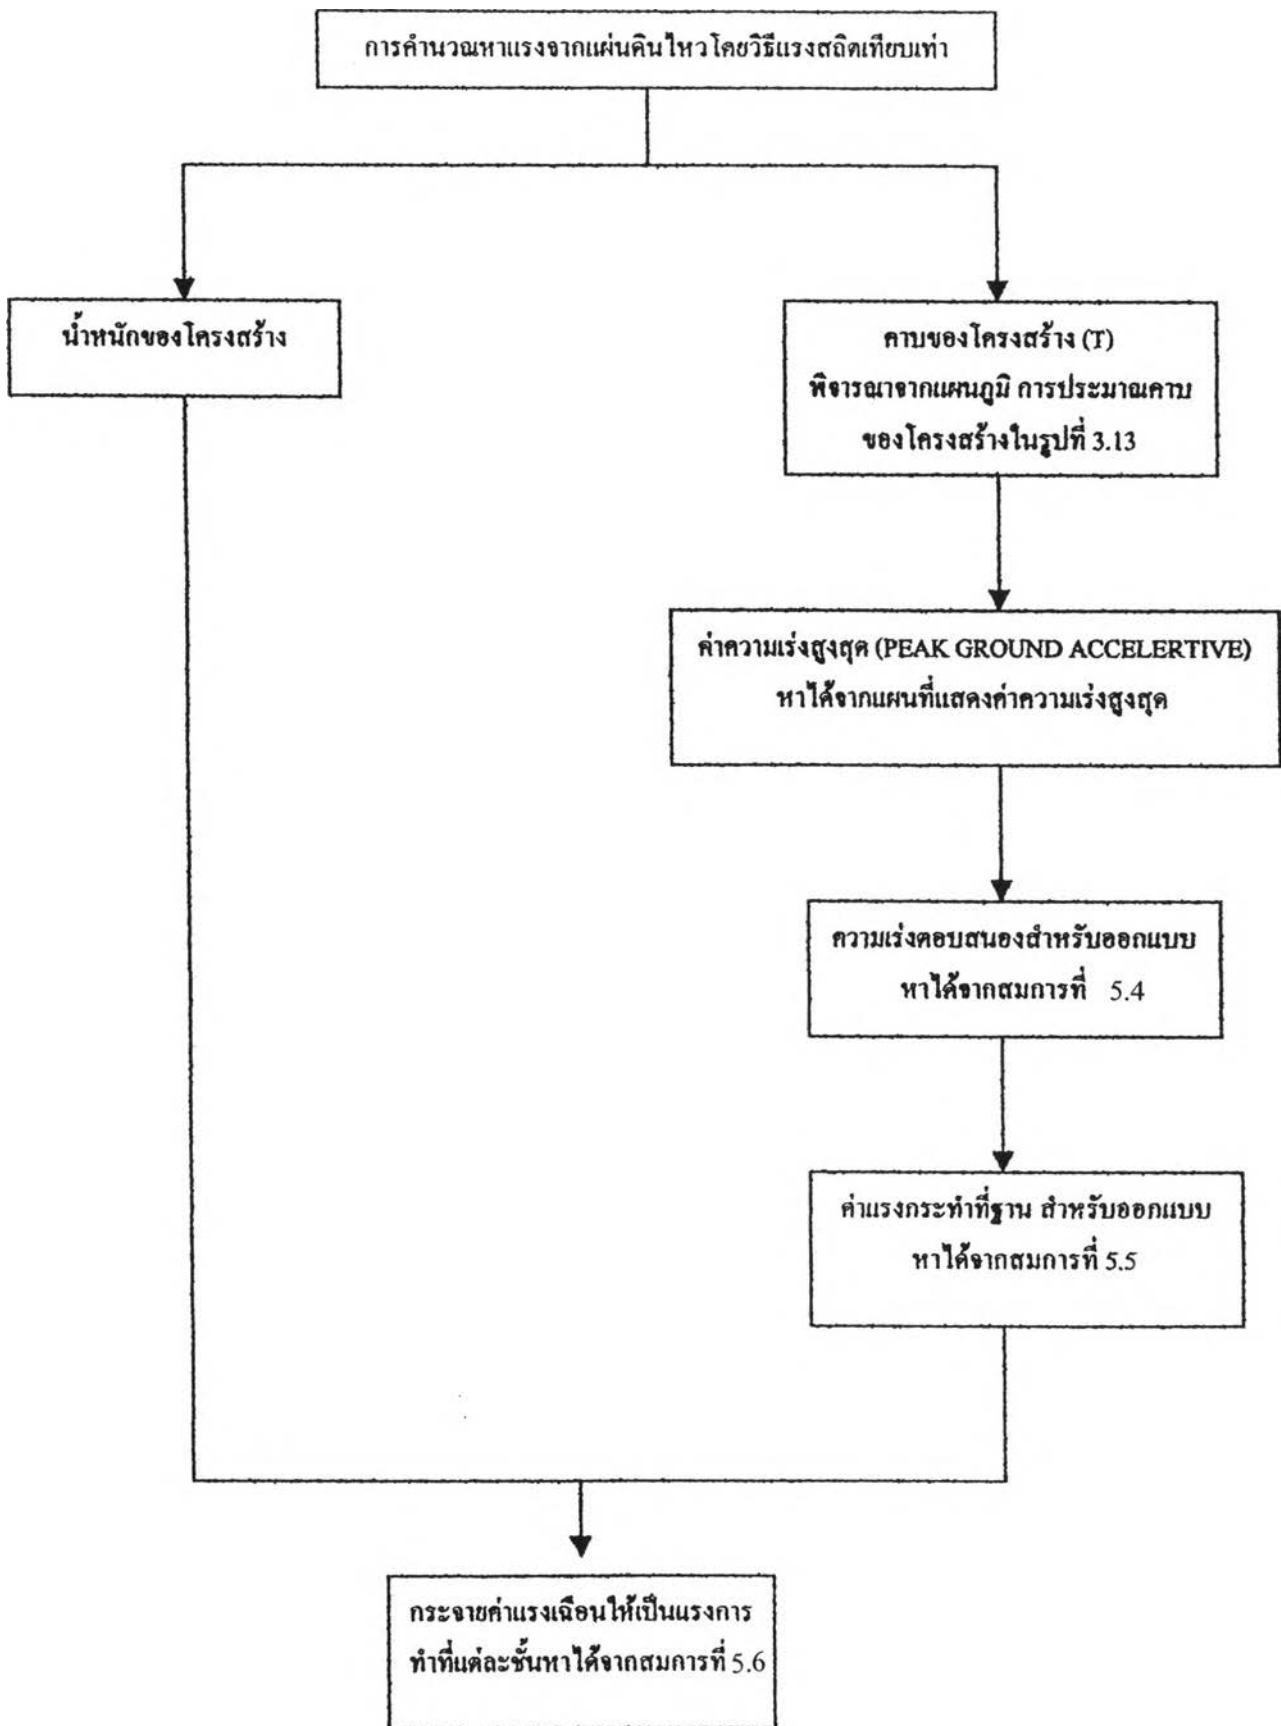 การคำนวณหาแรงจากแผ่นดินไหวโดยวิธีแรงสถิตเทียบเท่า
น้ำหนักของโครงสร้าง
คาบของโครงสร้าง (T)
พิจารณาจากแผนภูมิ การประมาณคาบ
ของโครงสร้างในรูปที่ 3.13
ค่าความเร่งสูงสุด (PEAK GROUND ACCELERTIVE)
หาได้จากแผนที่แสดงค่าความเร่งสูงสุด
ความเร่งตอบสนองสำหรับออกแบบ
หาได้จากสมการที่ 5.4
ค่าแรงกระทำที่ฐาน สำหรับออกแบบ
หาได้จากสมการที่ 5.5
กระจายค่าแรงเฉือนให้เป็นแรงการ
ทำที่แต่ละชั้นหาได้จากสมการที่ 5.6